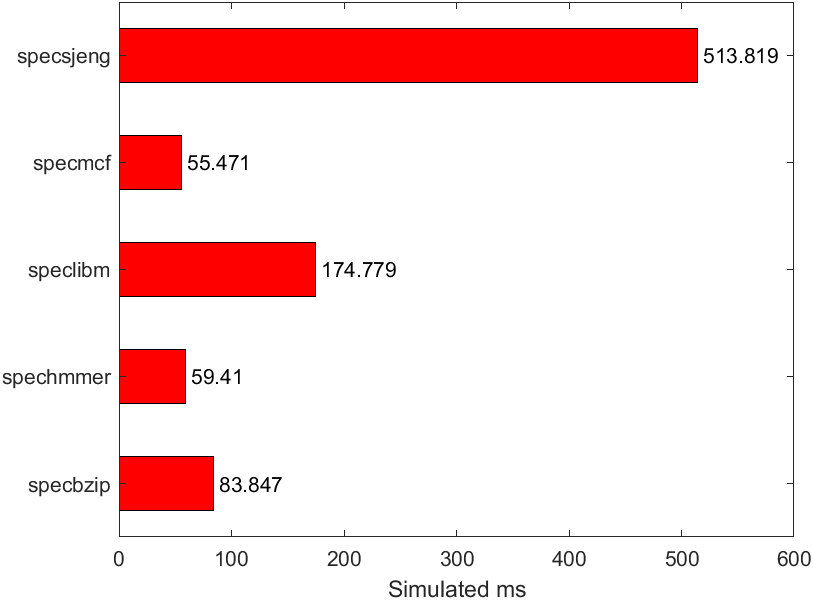 specsjeng 513.819
specmcf 55.471
speclibm 174.779
spechmmer 59.41
specbzip 83.847
0 100 200 300 400 500 600
Simulated ms